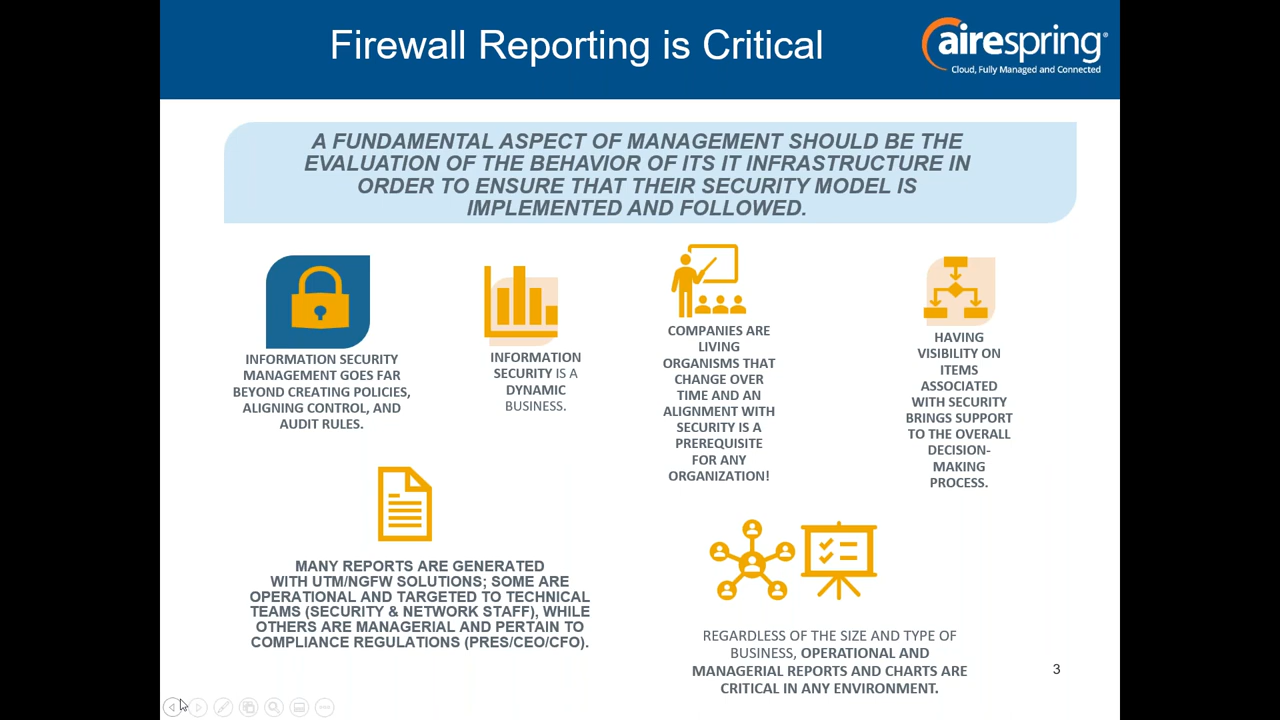 Firewall Reporting is Critical
airespring®
Cloud, Fully Managed and Connected
A FUNDAMENTAL ASPECT OF MANAGEMENT SHOULD BE THE
EVALUATION OF THE BEHAVIOR OF ITS IT INFRASTRUCTURE IN
ORDER TO ENSURE THAT THEIR SECURITY MODEL IS
IMPLEMENTED AND FOLLOWED.
INFORMATION SECURITY
MANAGEMENT GOES FAR
BEYOND CREATING POLICIES,
ALIGNING CONTROL, AND
AUDIT RULES.
INFORMATION
SECURITY IS A
DYNAMIC
BUSINESS.
COMPANIES ARE
LIVING
ORGANISMS THAT
CHANGE OVER
TIME AND AN
ALIGNMENT WITH
SECURITY IS A
PREREQUISITE
FOR ANY
ORGANIZATION!
HAVING
VISIBILITY ON
ITEMS
ASSOCIATED
WITH SECURITY
BRINGS SUPPORT
TO THE OVERALL
DECISION-
MAKING
PROCESS.
MANY REPORTS ARE GENERATED
WITH UTM/NGFW SOLUTIONS; SOME ARE
OPERATIONAL AND TARGETED TO TECHNICAL
TEAMS (SECURITY & NETWORK STAFF), WHILE
OTHERS ARE MANAGERIAL AND PERTAIN TO
COMPLIANCE REGULATIONS (PRES/CEO/CFO).
REGARDLESS OF THE SIZE AND TYPE OF
BUSINESS, OPERATIONAL AND
MANAGERIAL REPORTS AND CHARTS ARE
CRITICAL IN ANY ENVIRONMENT.
3